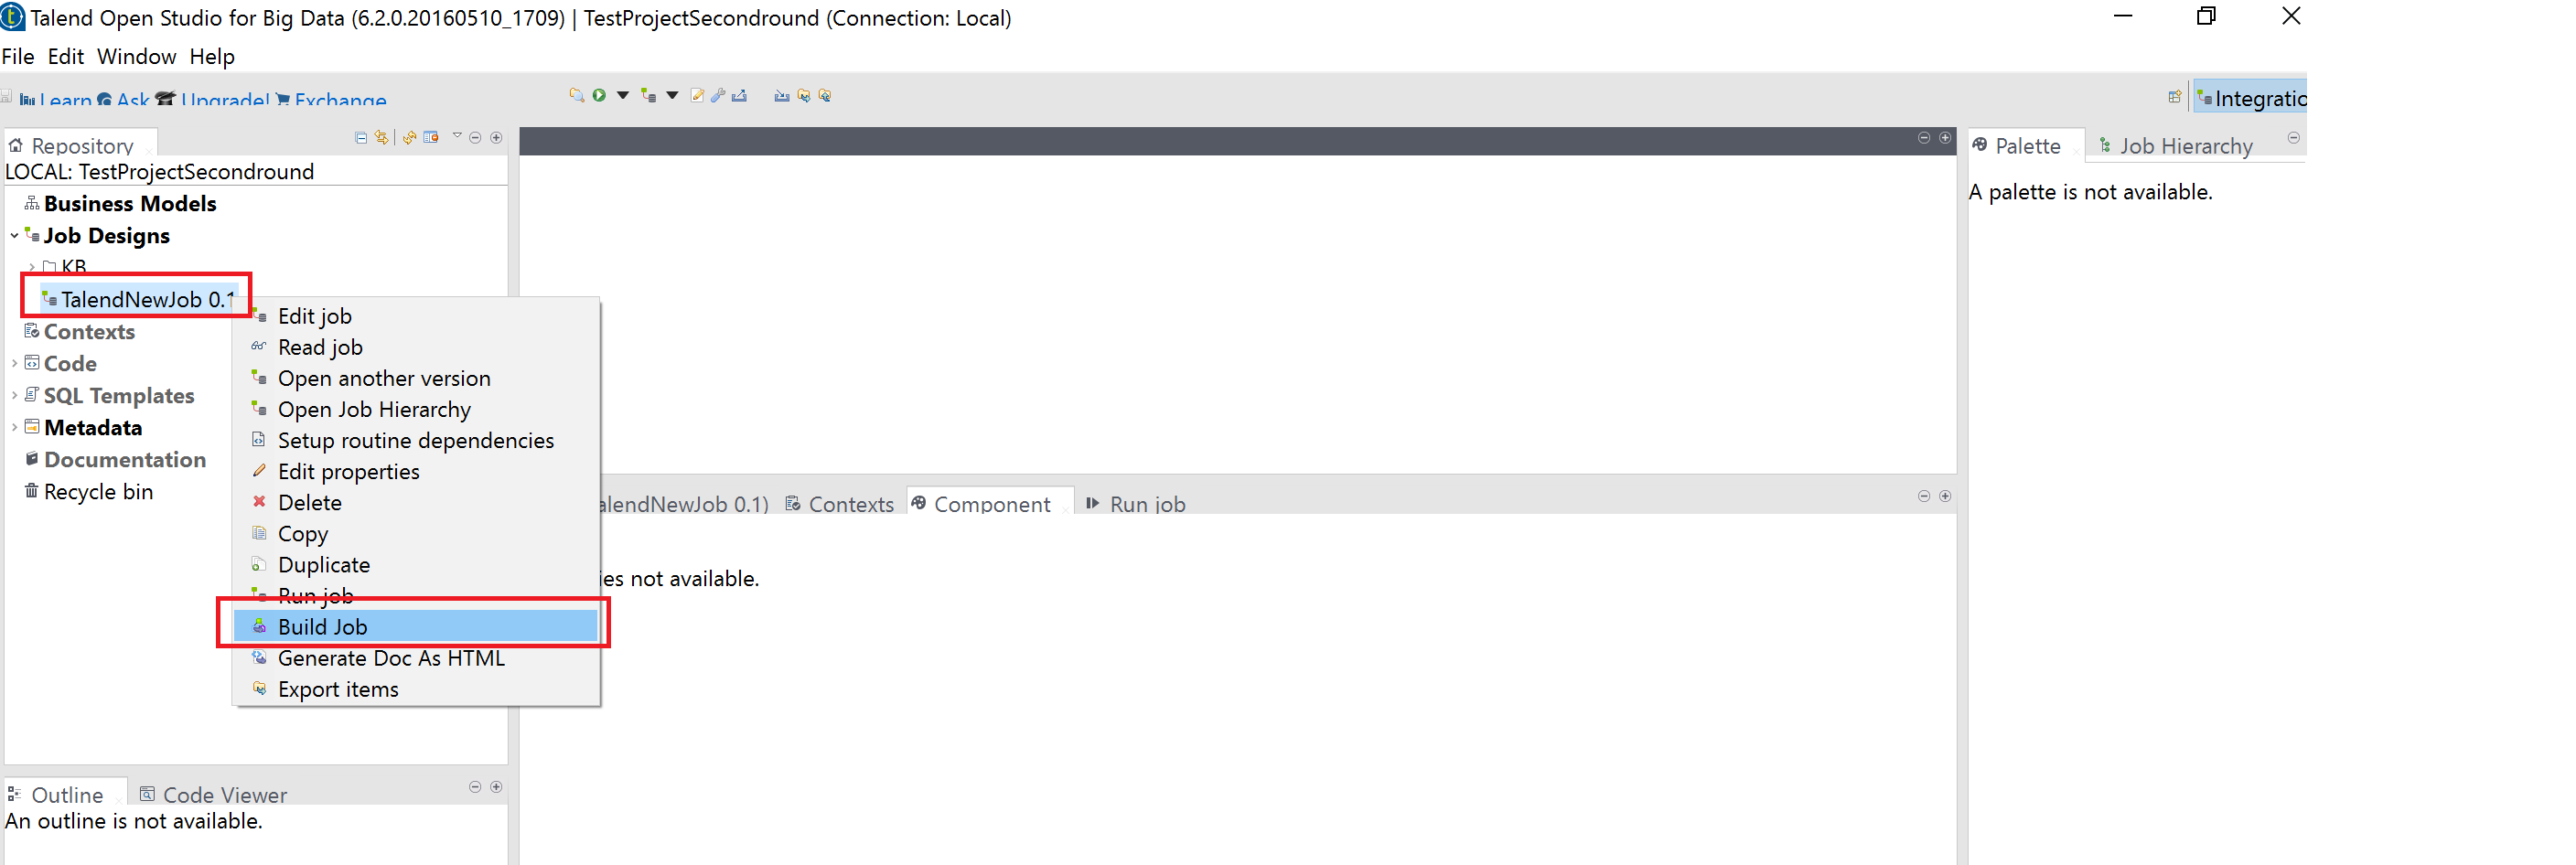 Talend Open Studio for Big Data (6.2.0.20160510_1709) | TestProjectSecondround (Connection: Local)
File Edit Window Help
Learn Ask Upgrade! Exchange
Integratio
Repository
LOCAL: TestProjectSecondround
Business Models
Job Designs
KB
TalendNewJob 0.1
Contexts
Code
SQL Templates
Metadata
Documentation
Recycle bin
Edit job
Read job
Open another version
Open Job Hierarchy
Setup routine dependencies
Edit properties
Delete
Copy
Duplicate
Run job
Build Job
Generate Doc As HTML
Export items
alendNewJob 0.1) Contexts Component Run job
ies not available.
Palette Job Hierarchy
A palette is not available.
Outline Code Viewer
An outline is not available.